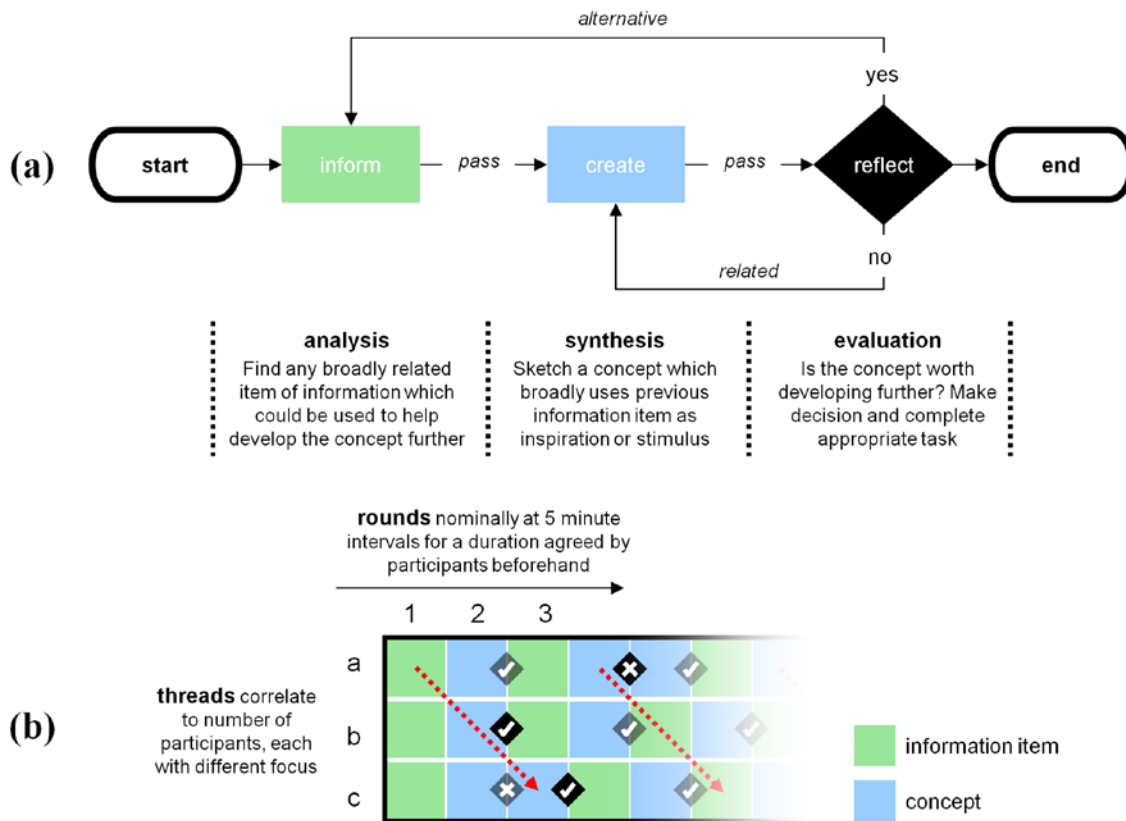 alternative
yes
(a)
start
inform
pass
create
pass
reflect
end
no
related
analysis
Find any broadly related
item of information which
could be used to help
develop the concept further
synthesis
Sketch a concept which
broadly uses previous
information item as
inspiration or stimulus
evaluation
Is the concept worth
developing further? Make
decision and complete
appropriate task
rounds nominally at 5 minute
intervals for a duration agreed by
participants beforehand
1 2 3
a
threads correlate
to number of
participants, each
with different focus
(b)
b
c
information item
concept